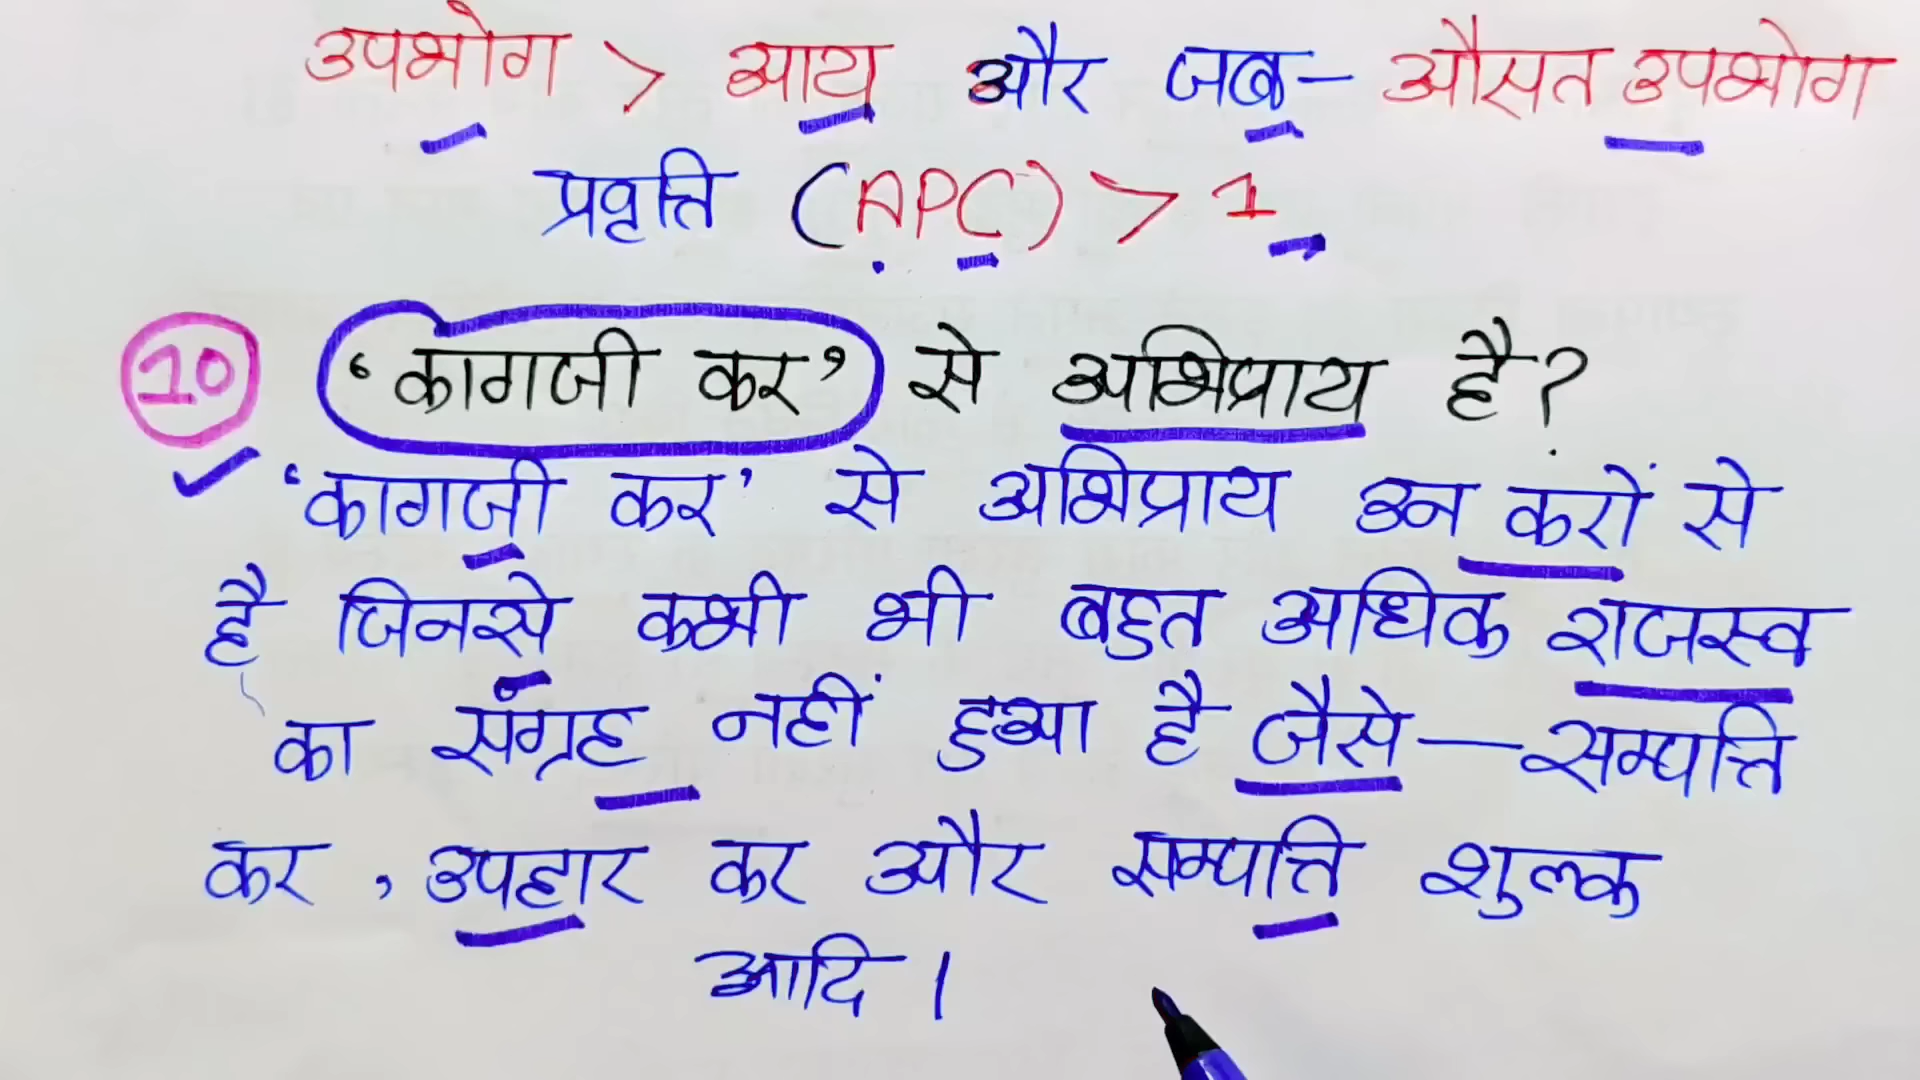 उपभोग > आय और जब- औसत उपभोग
प्रवृत्ति (APC) > 1
10 'कागजी कर' से अभिप्राय है?
'कागजी कर' से अभिप्राय उन करों से
है जिनसे कभी भी बहुत अधिक राजस्व
का संग्रह नहीं हुआ है जैसे—सम्पत्ति
कर, उपहार कर और सम्पत्ति शुल्क
आदि।